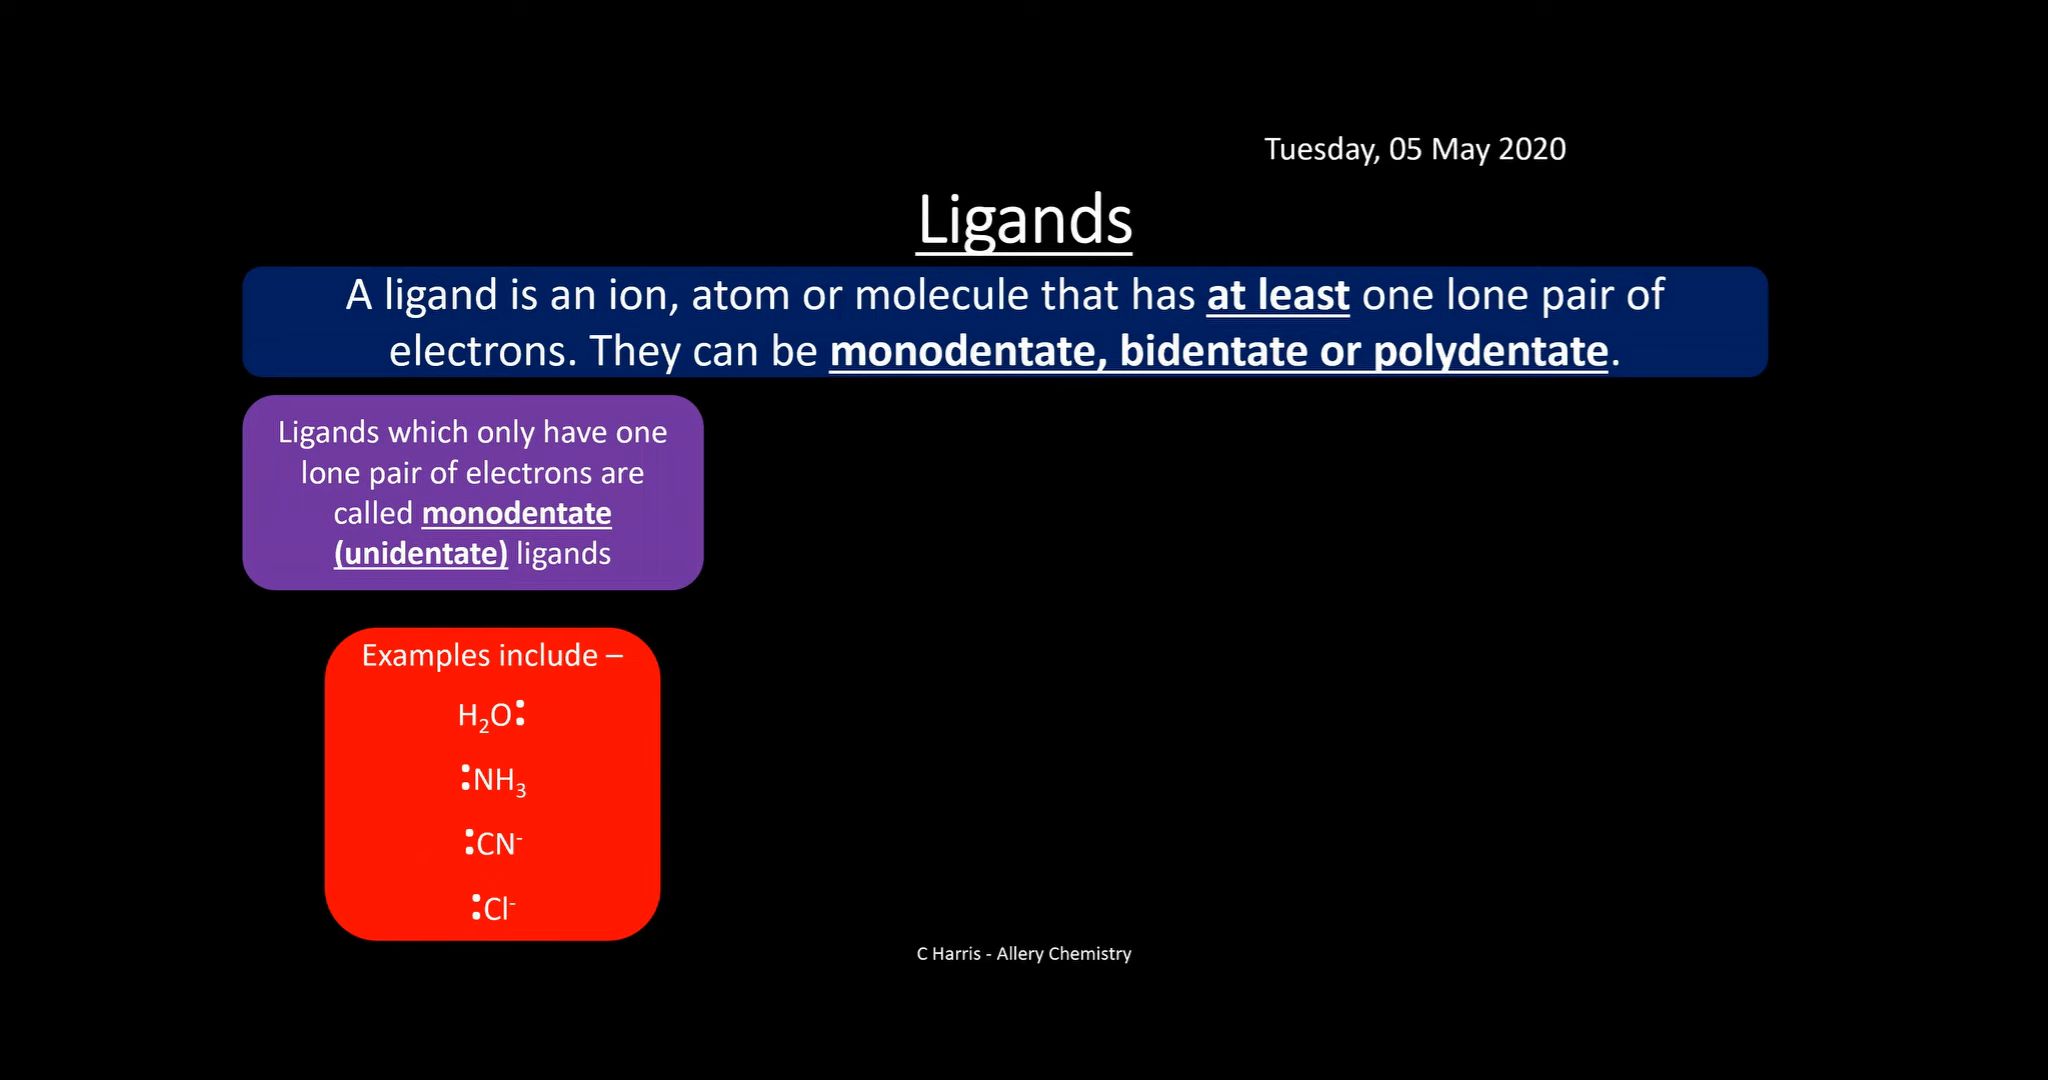 Tuesday, 05 May 2020
Ligands
A ligand is an ion, atom or molecule that has at least one lone pair of
electrons. They can be monodentate, bidentate or polydentate.
Ligands which only have one
lone pair of electrons are
called monodentate
(unidentate) ligands
Examples include –
H₂O:
:NH₃
:CN⁻
:Cl⁻
C Harris - Allery Chemistry